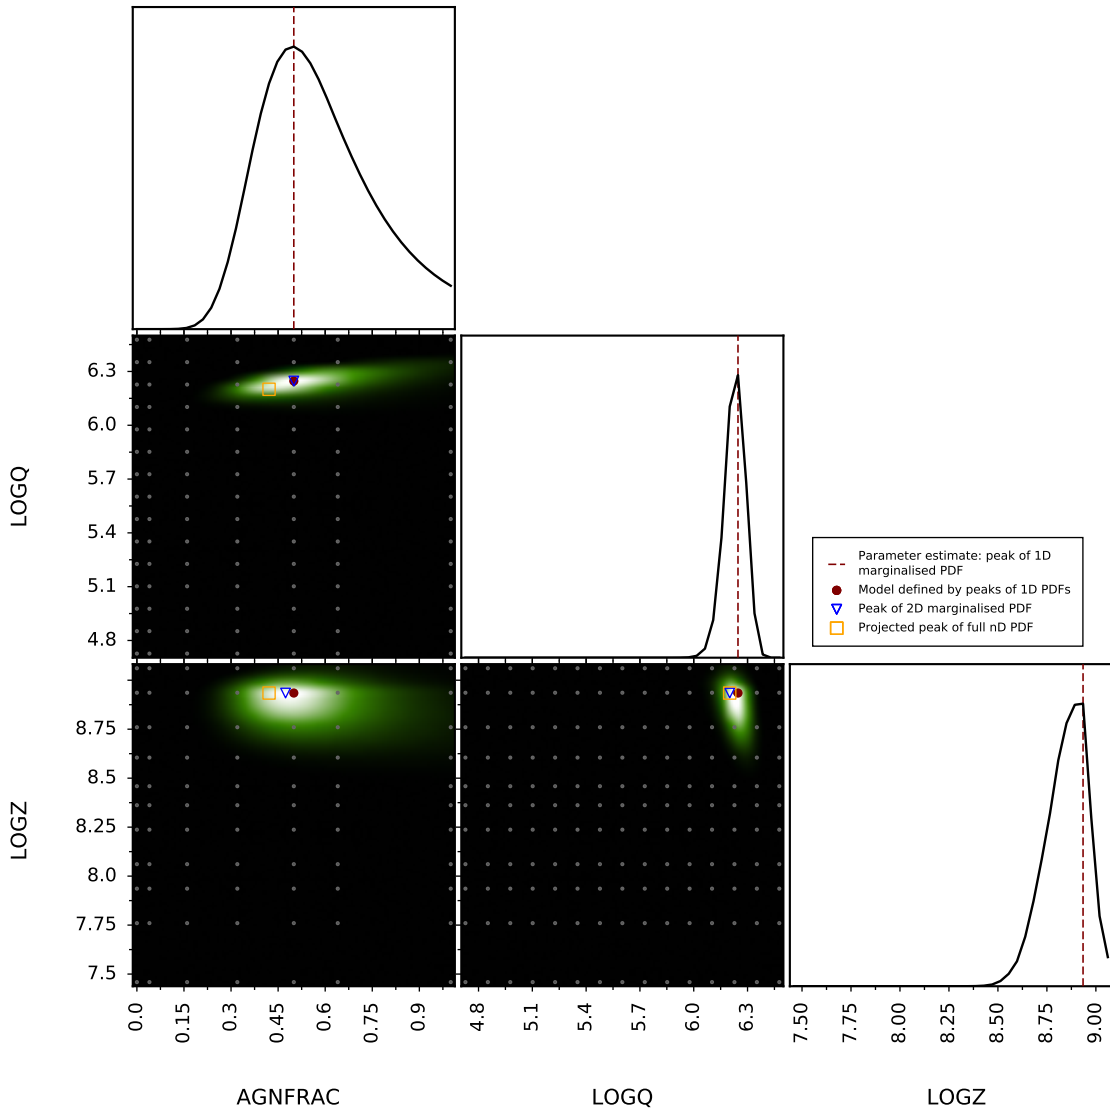 6.3
6.0
5.7
5.4
5.1
4.8
LOGQ
Parameter estimate: peak of 1D
marginalised PDF
Model defined by peaks of 1D PDFs
Peak of 2D marginalised PDF
Projected peak of full nD PDF
8.75
8.5
8.25
8.0
7.75
7.5
LOGZ
0.0 0.15 0.3 0.45 0.6 0.75 0.9
4.8 5.1 5.4 5.7 6.0 6.3
7.50 7.75 8.00 8.25 8.50 8.75 9.00
AGNFRAC LOGQ LOGZ